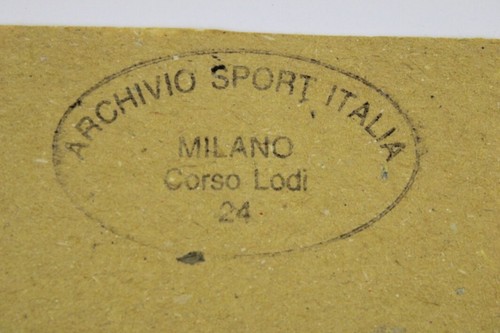 ARCHIVIO SPORT ITALIA
MILANO
Corso Lodi
24